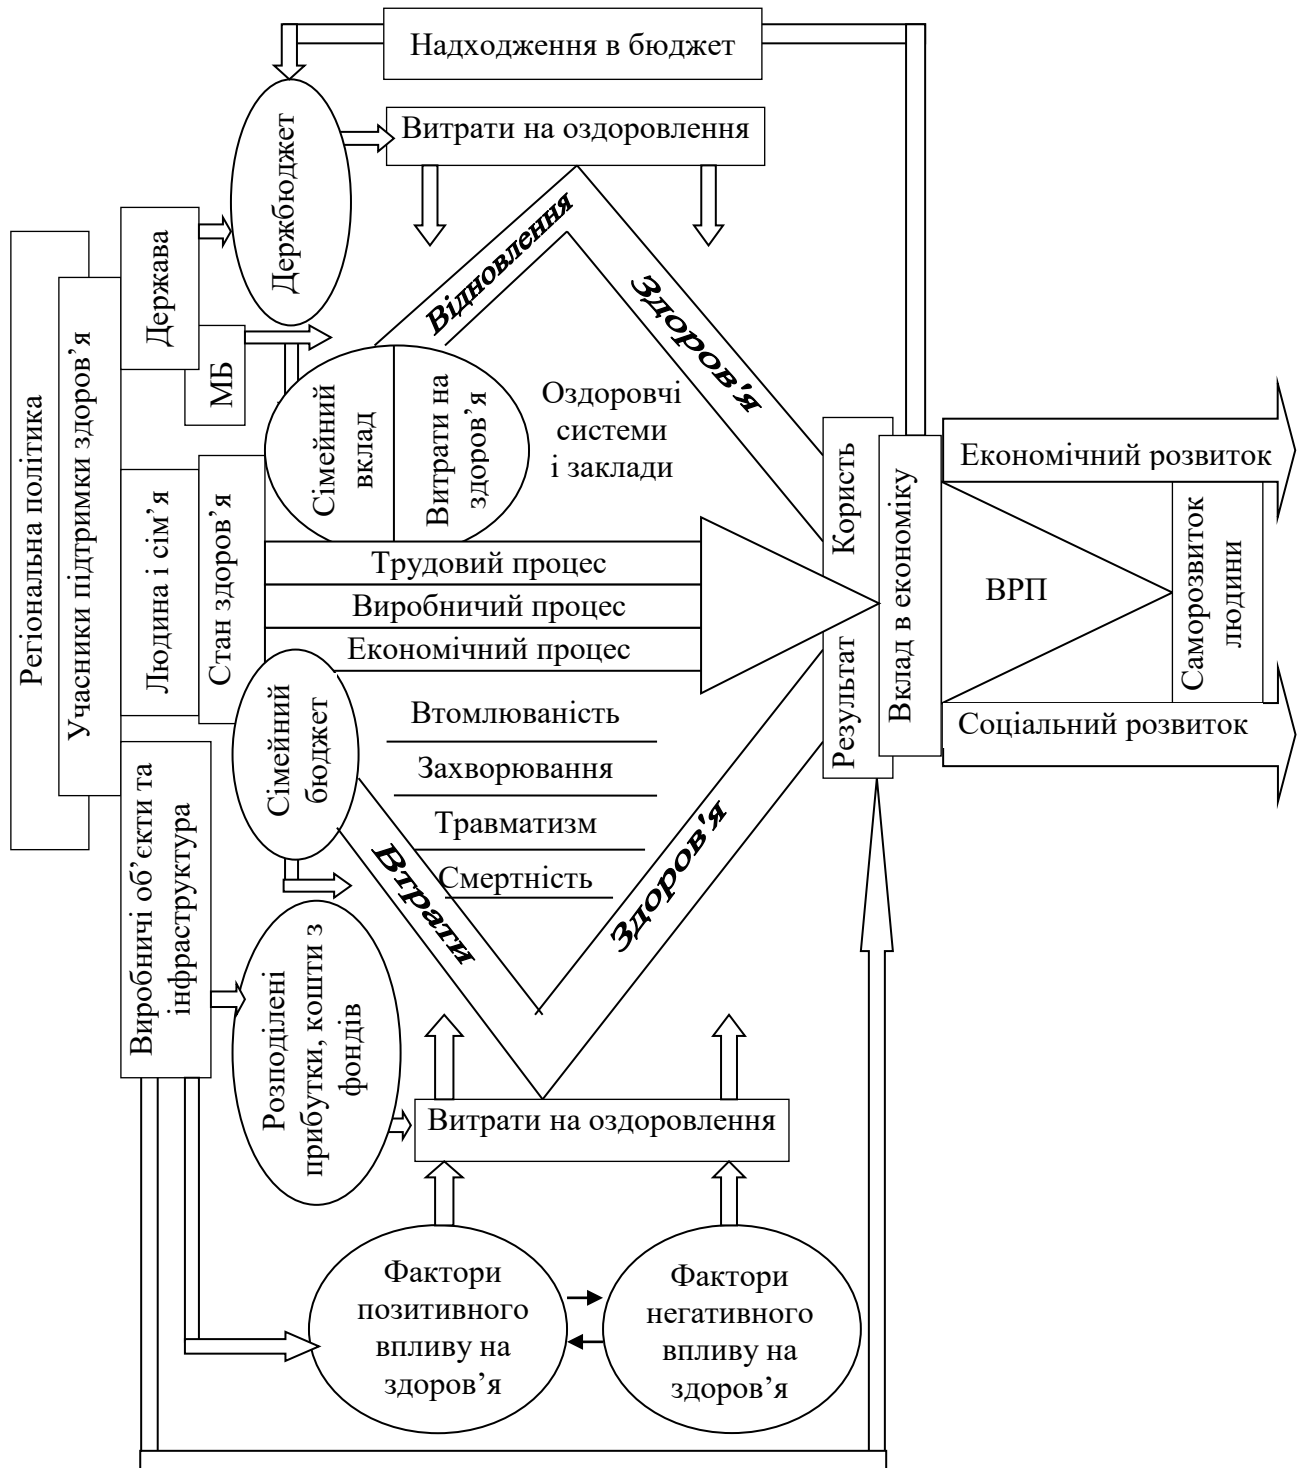 Надходження в бюджет
Витрати на оздоровлення
Держбюджет
Держава
МБ
Регіональна політика
Учасники підтримки здоров’я
Людина і сім’я
Стан здоров’я
Виробничі об’єкти та
інфраструктура
Відновлення
Здоров'я
Сімейний
вклад
Витрати на
здоров’я
Оздоровчі
системи
і заклади
Трудовий процес
Виробничий процес
Економічний процес
Сімейний
бюджет
Втомлюваність
Захворювання
Травматизм
Смертність
Втрати
Здоров'я
Користь
Результат
Вклад в економіку
Економічний розвиток
ВРП
Саморозвиток
людини
Соціальний розвиток
Розподілені
прибутки, кошти з
фондів
Витрати на оздоровлення
Фактори
позитивного
впливу на
здоров’я
Фактори
негативного
впливу на
здоров’я